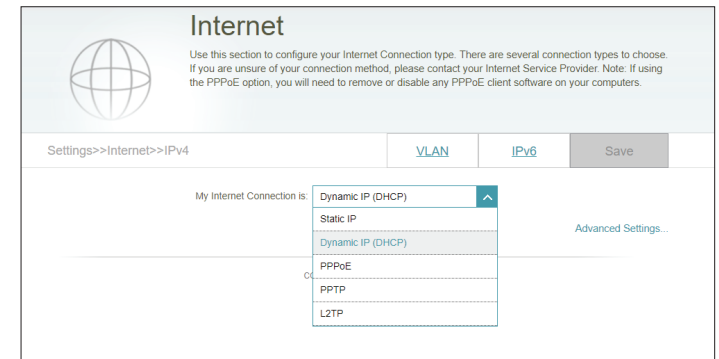 Internet
Use this section to configure your Internet Connection type. There are several connection types to choose.
If you are unsure of your connection method, please contact your Internet Service Provider. Note: If using
the PPPoE option, you will need to remove or disable any PPPoE client software on your computers.
Settings>>Internet>>IPv4
VLAN
IPv6
Save
My Internet Connection is: Dynamic IP (DHCP)
Static IP
Advanced Settings...
Dynamic IP (DHCP)
PPPoE
PPTP
L2TP